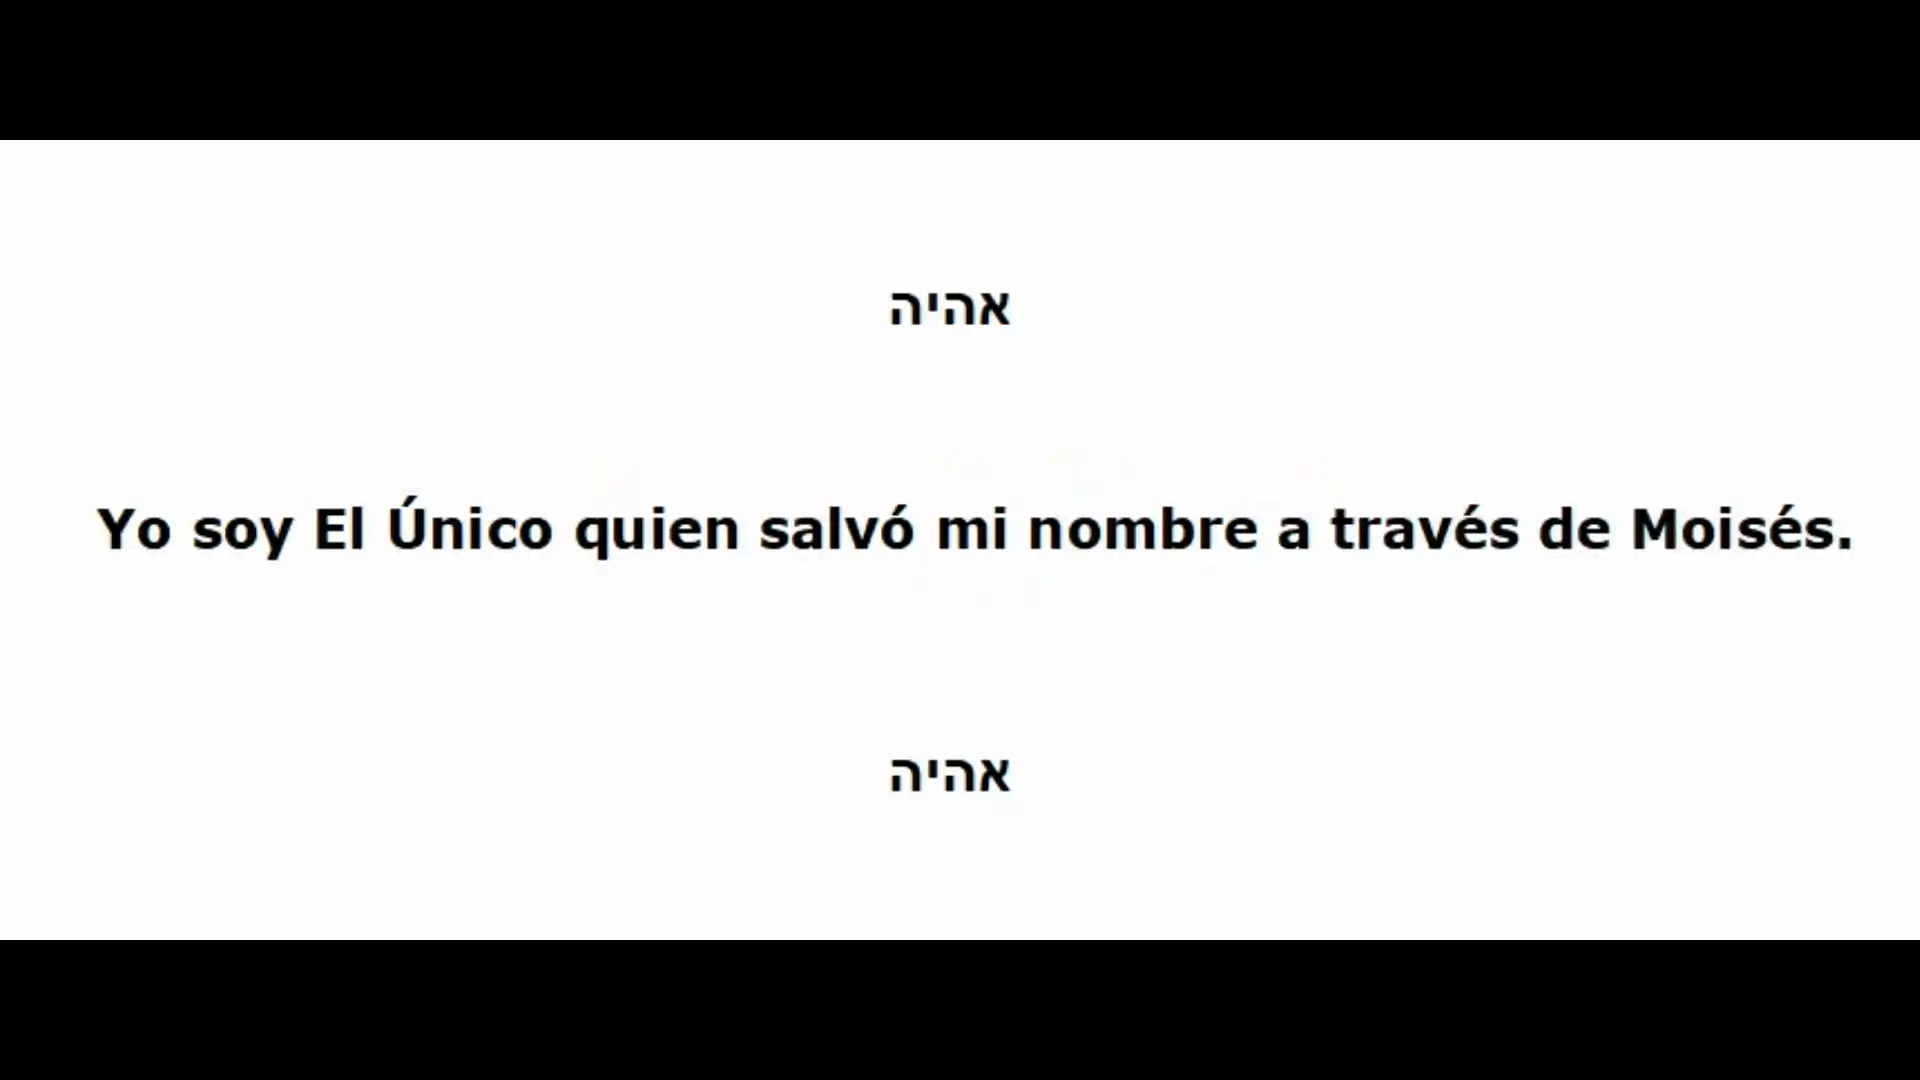 אהיה
Yo soy El Único quien salvó mi nombre a través de Moisés.
אהיה